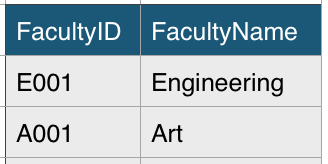 FacultyID FacultyName
E001 Engineering
A001 Art